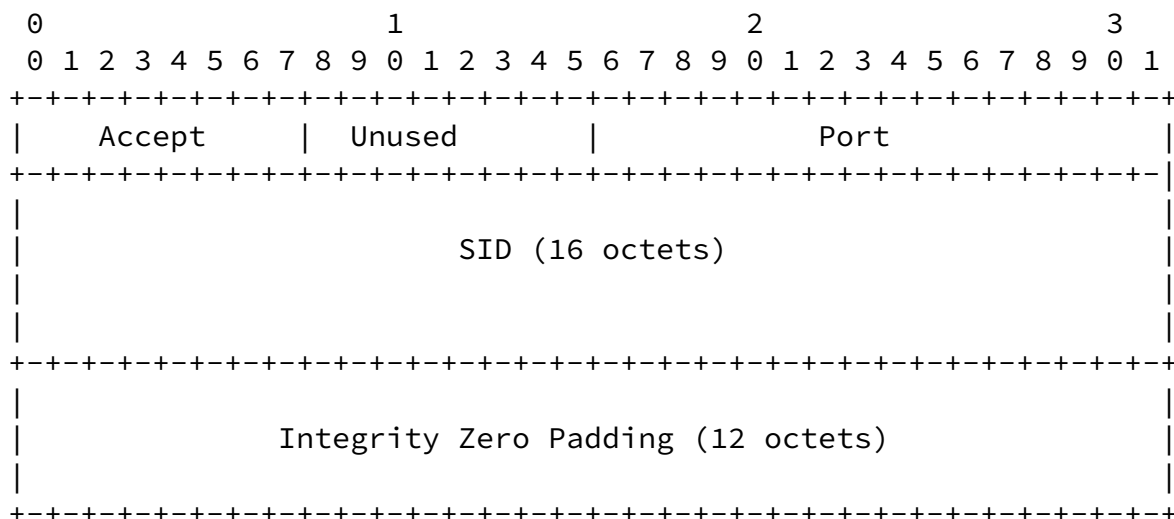 0                   1                   2                   3
 0 1 2 3 4 5 6 7 8 9 0 1 2 3 4 5 6 7 8 9 0 1 2 3 4 5 6 7 8 9 0 1
+-+-+-+-+-+-+-+-+-+-+-+-+-+-+-+-+-+-+-+-+-+-+-+-+-+-+-+-+-+-+-+-+
|    Accept     |  Unused       |            Port               |
+-+-+-+-+-+-+-+-+-+-+-+-+-+-+-+-+-+-+-+-+-+-+-+-+-+-+-+-+-+-+-+-|
|                                                               |
|                        SID (16 octets)                        |
|                                                               |
|                                                               |
+-+-+-+-+-+-+-+-+-+-+-+-+-+-+-+-+-+-+-+-+-+-+-+-+-+-+-+-+-+-+-+-+
|                                                               |
|              Integrity Zero Padding (12 octets)               |
|                                                               |
+-+-+-+-+-+-+-+-+-+-+-+-+-+-+-+-+-+-+-+-+-+-+-+-+-+-+-+-+-+-+-+-+